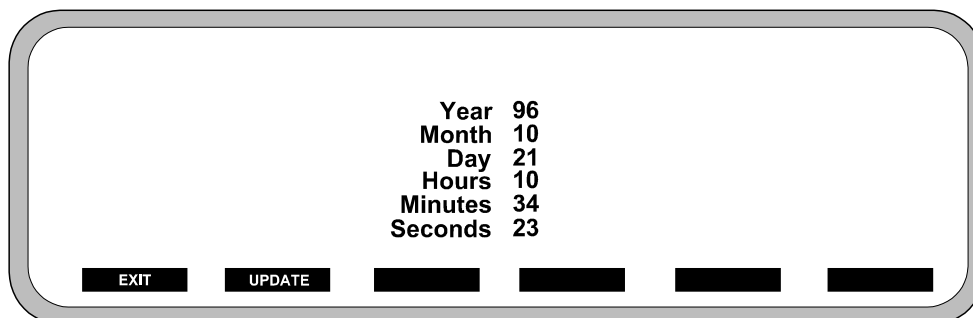 Year 96
Month 10
Day 21
Hours 10
Minutes 34
Seconds 23
EXIT UPDATE